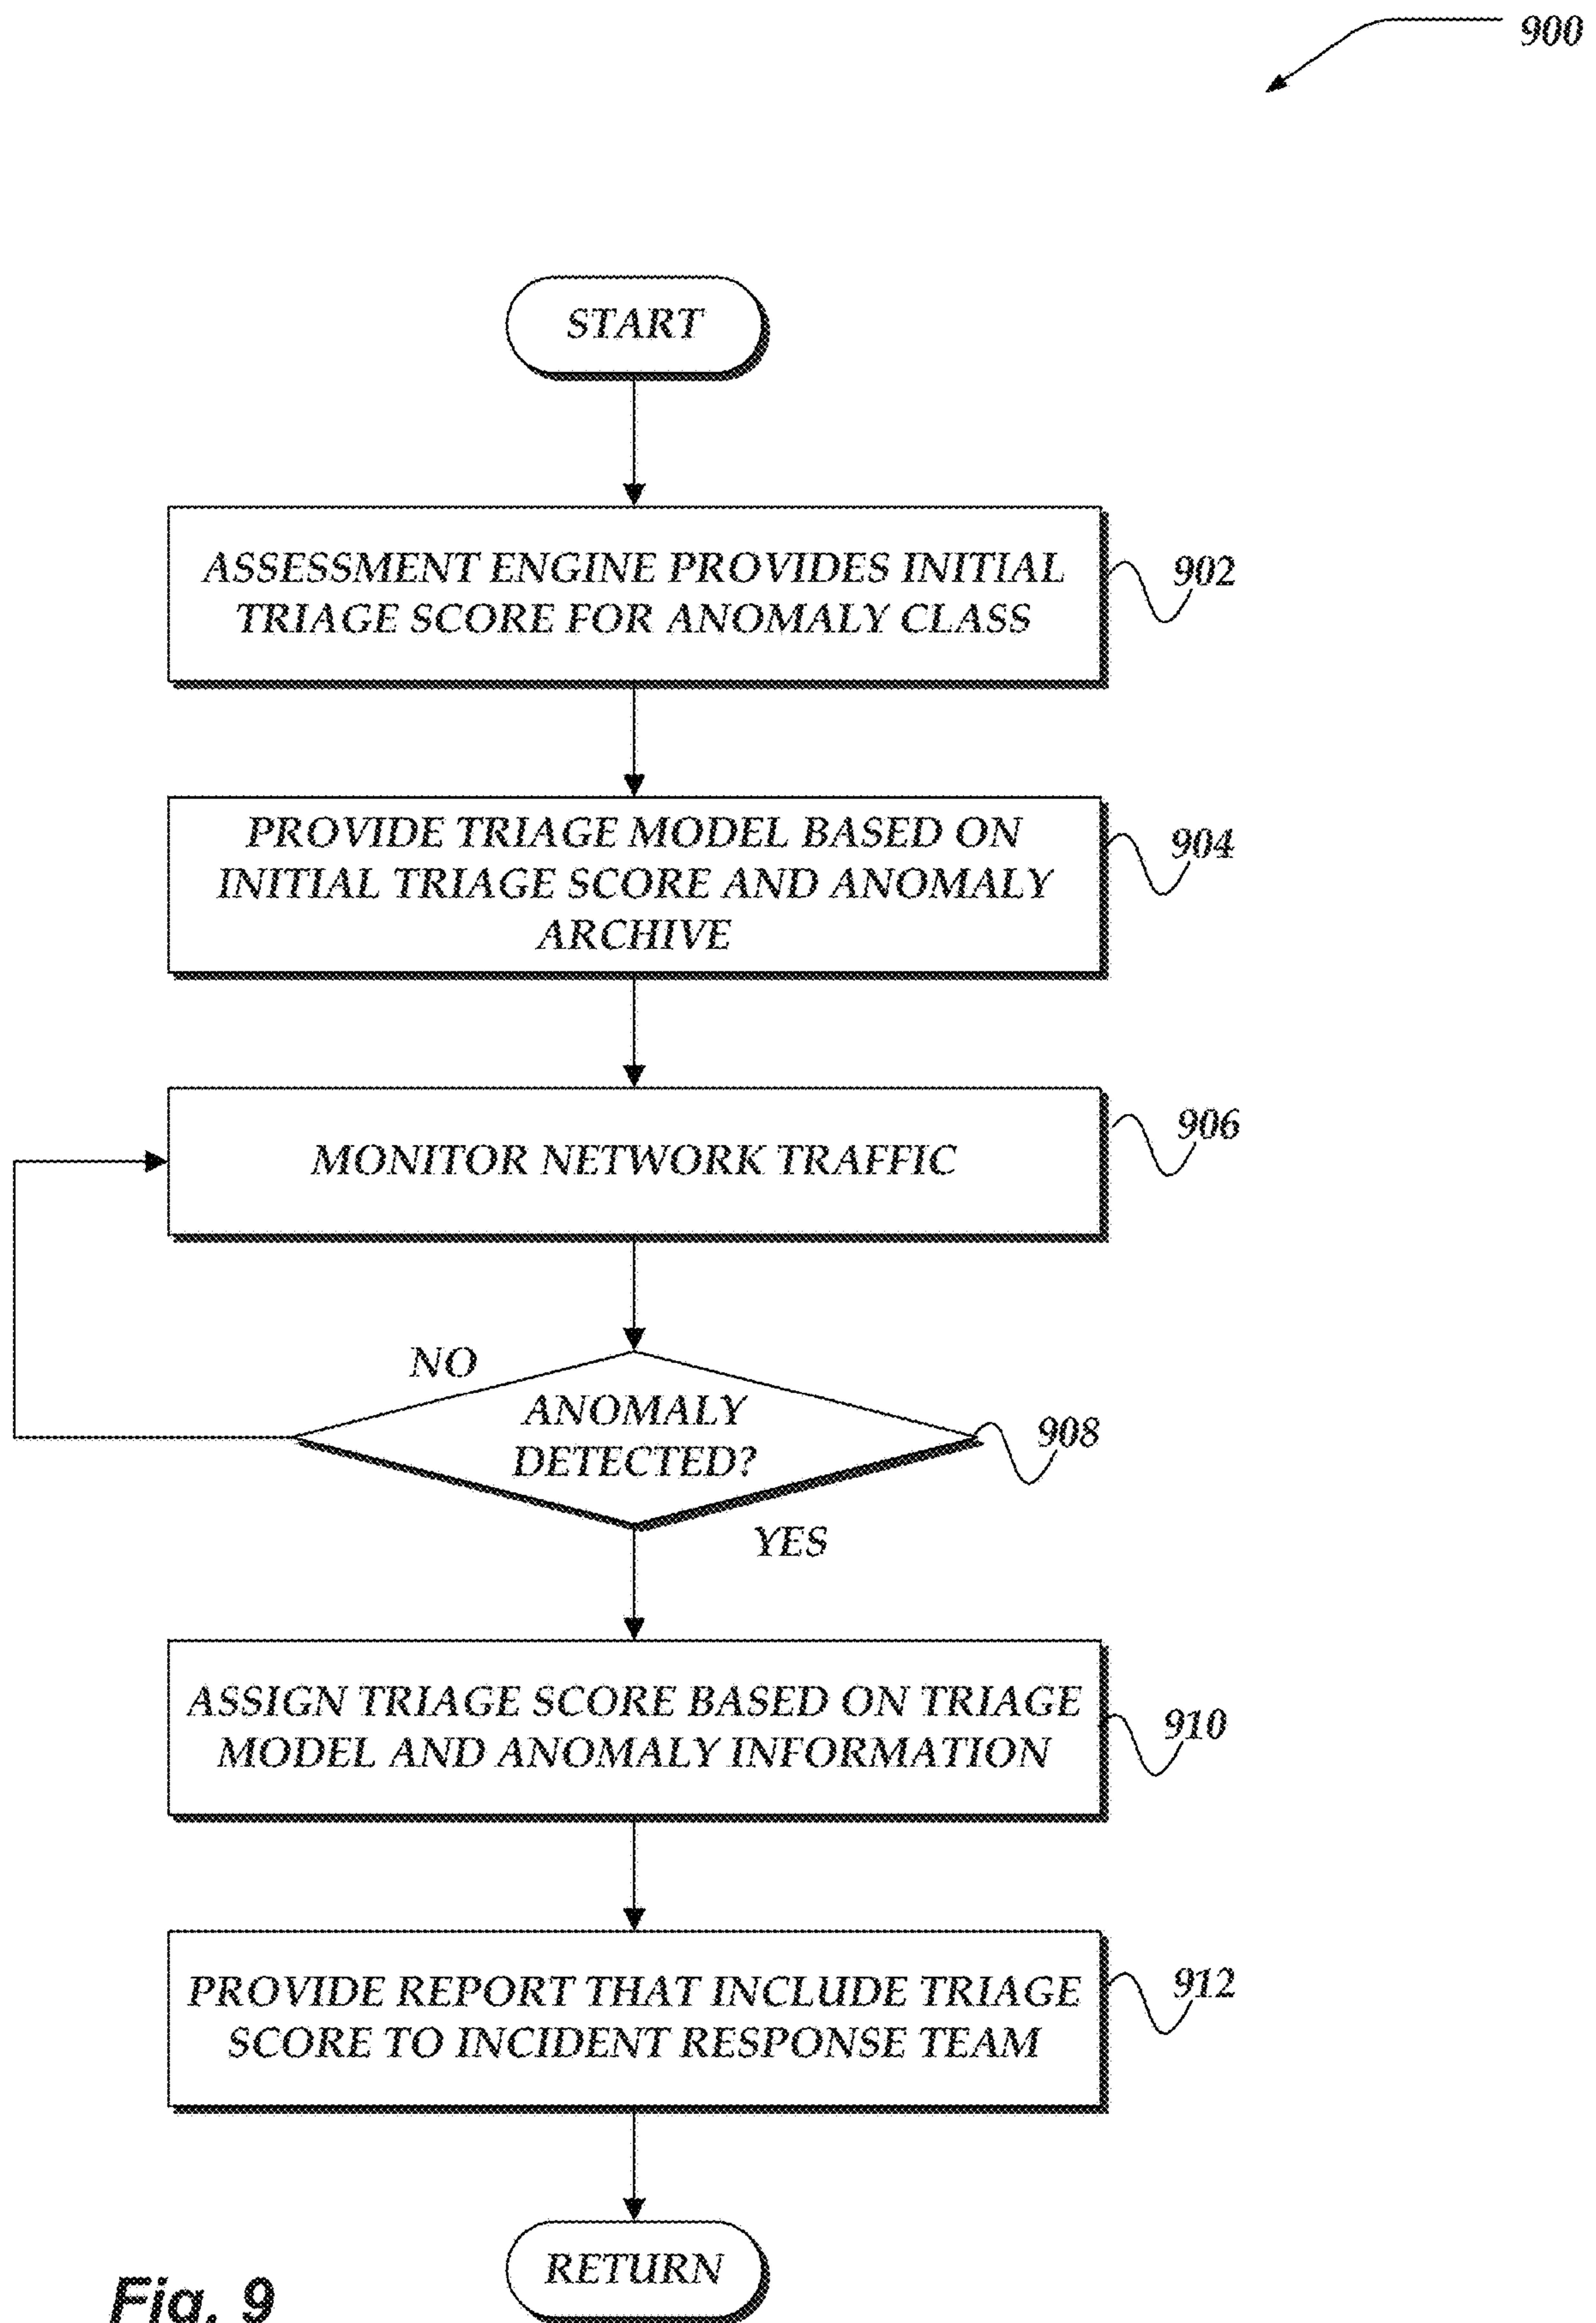 900
START
ASSESSMENT ENGINE PROVIDES INITIAL
TRIAGE SCORE FOR ANOMALY CLASS
902
PROVIDE TRIAGE MODEL BASED ON
INITIAL TRIAGE SCORE AND ANOMALY
ARCHIVE
904
MONITOR NETWORK TRAFFIC
906
NO
ANOMALY
DETECTED?
908
YES
ASSIGN TRIAGE SCORE BASED ON TRIAGE
MODEL AND ANOMALY INFORMATION
910
PROVIDE REPORT THAT INCLUDE TRIAGE
SCORE TO INCIDENT RESPONSE TEAM
912
RETURN
Fig. 9